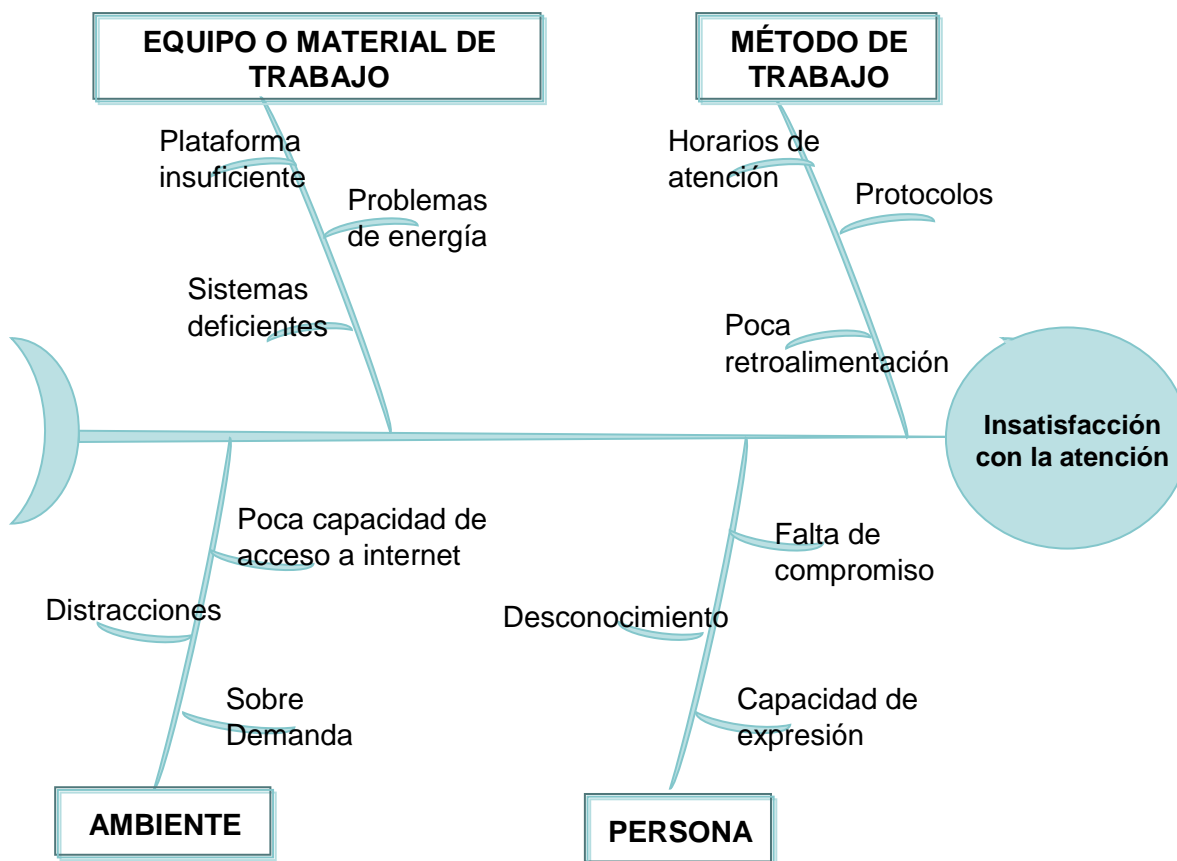 EQUIPO O MATERIAL DE
TRABAJO
MÉTODO DE
TRABAJO
Plataforma
insuficiente
Problemas
de energía
Sistemas
deficientes
Horarios de
atención
Protocolos
Poca
retroalimentación
Insatisfacción
con la atención
Poca capacidad de
acceso a internet
Distracciones
Sobre
Demanda
Falta de
compromiso
Desconocimiento
Capacidad de
expresión
AMBIENTE
PERSONA